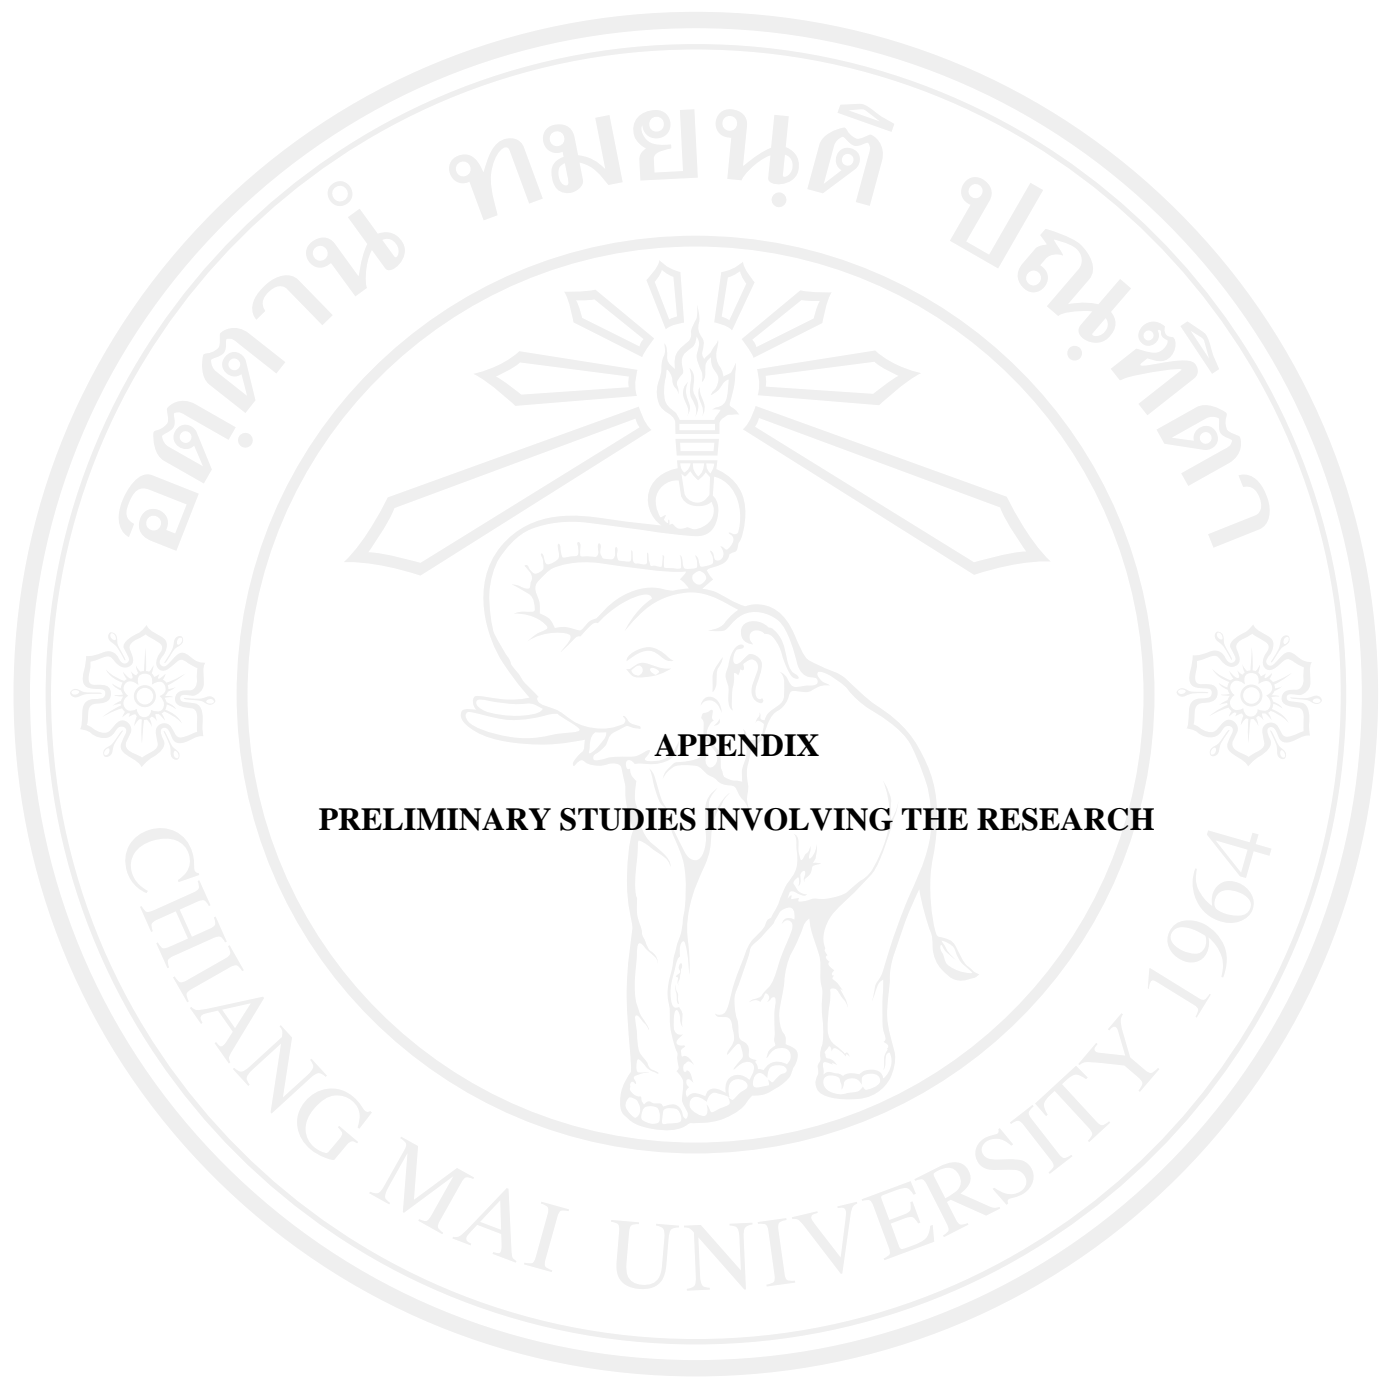 อตฺตานํ ทมยนฺติ ปณฺฑิตา
APPENDIX
PRELIMINARY STUDIES INVOLVING THE RESEARCH
CHIANG MAI UNIVERSITY 1964